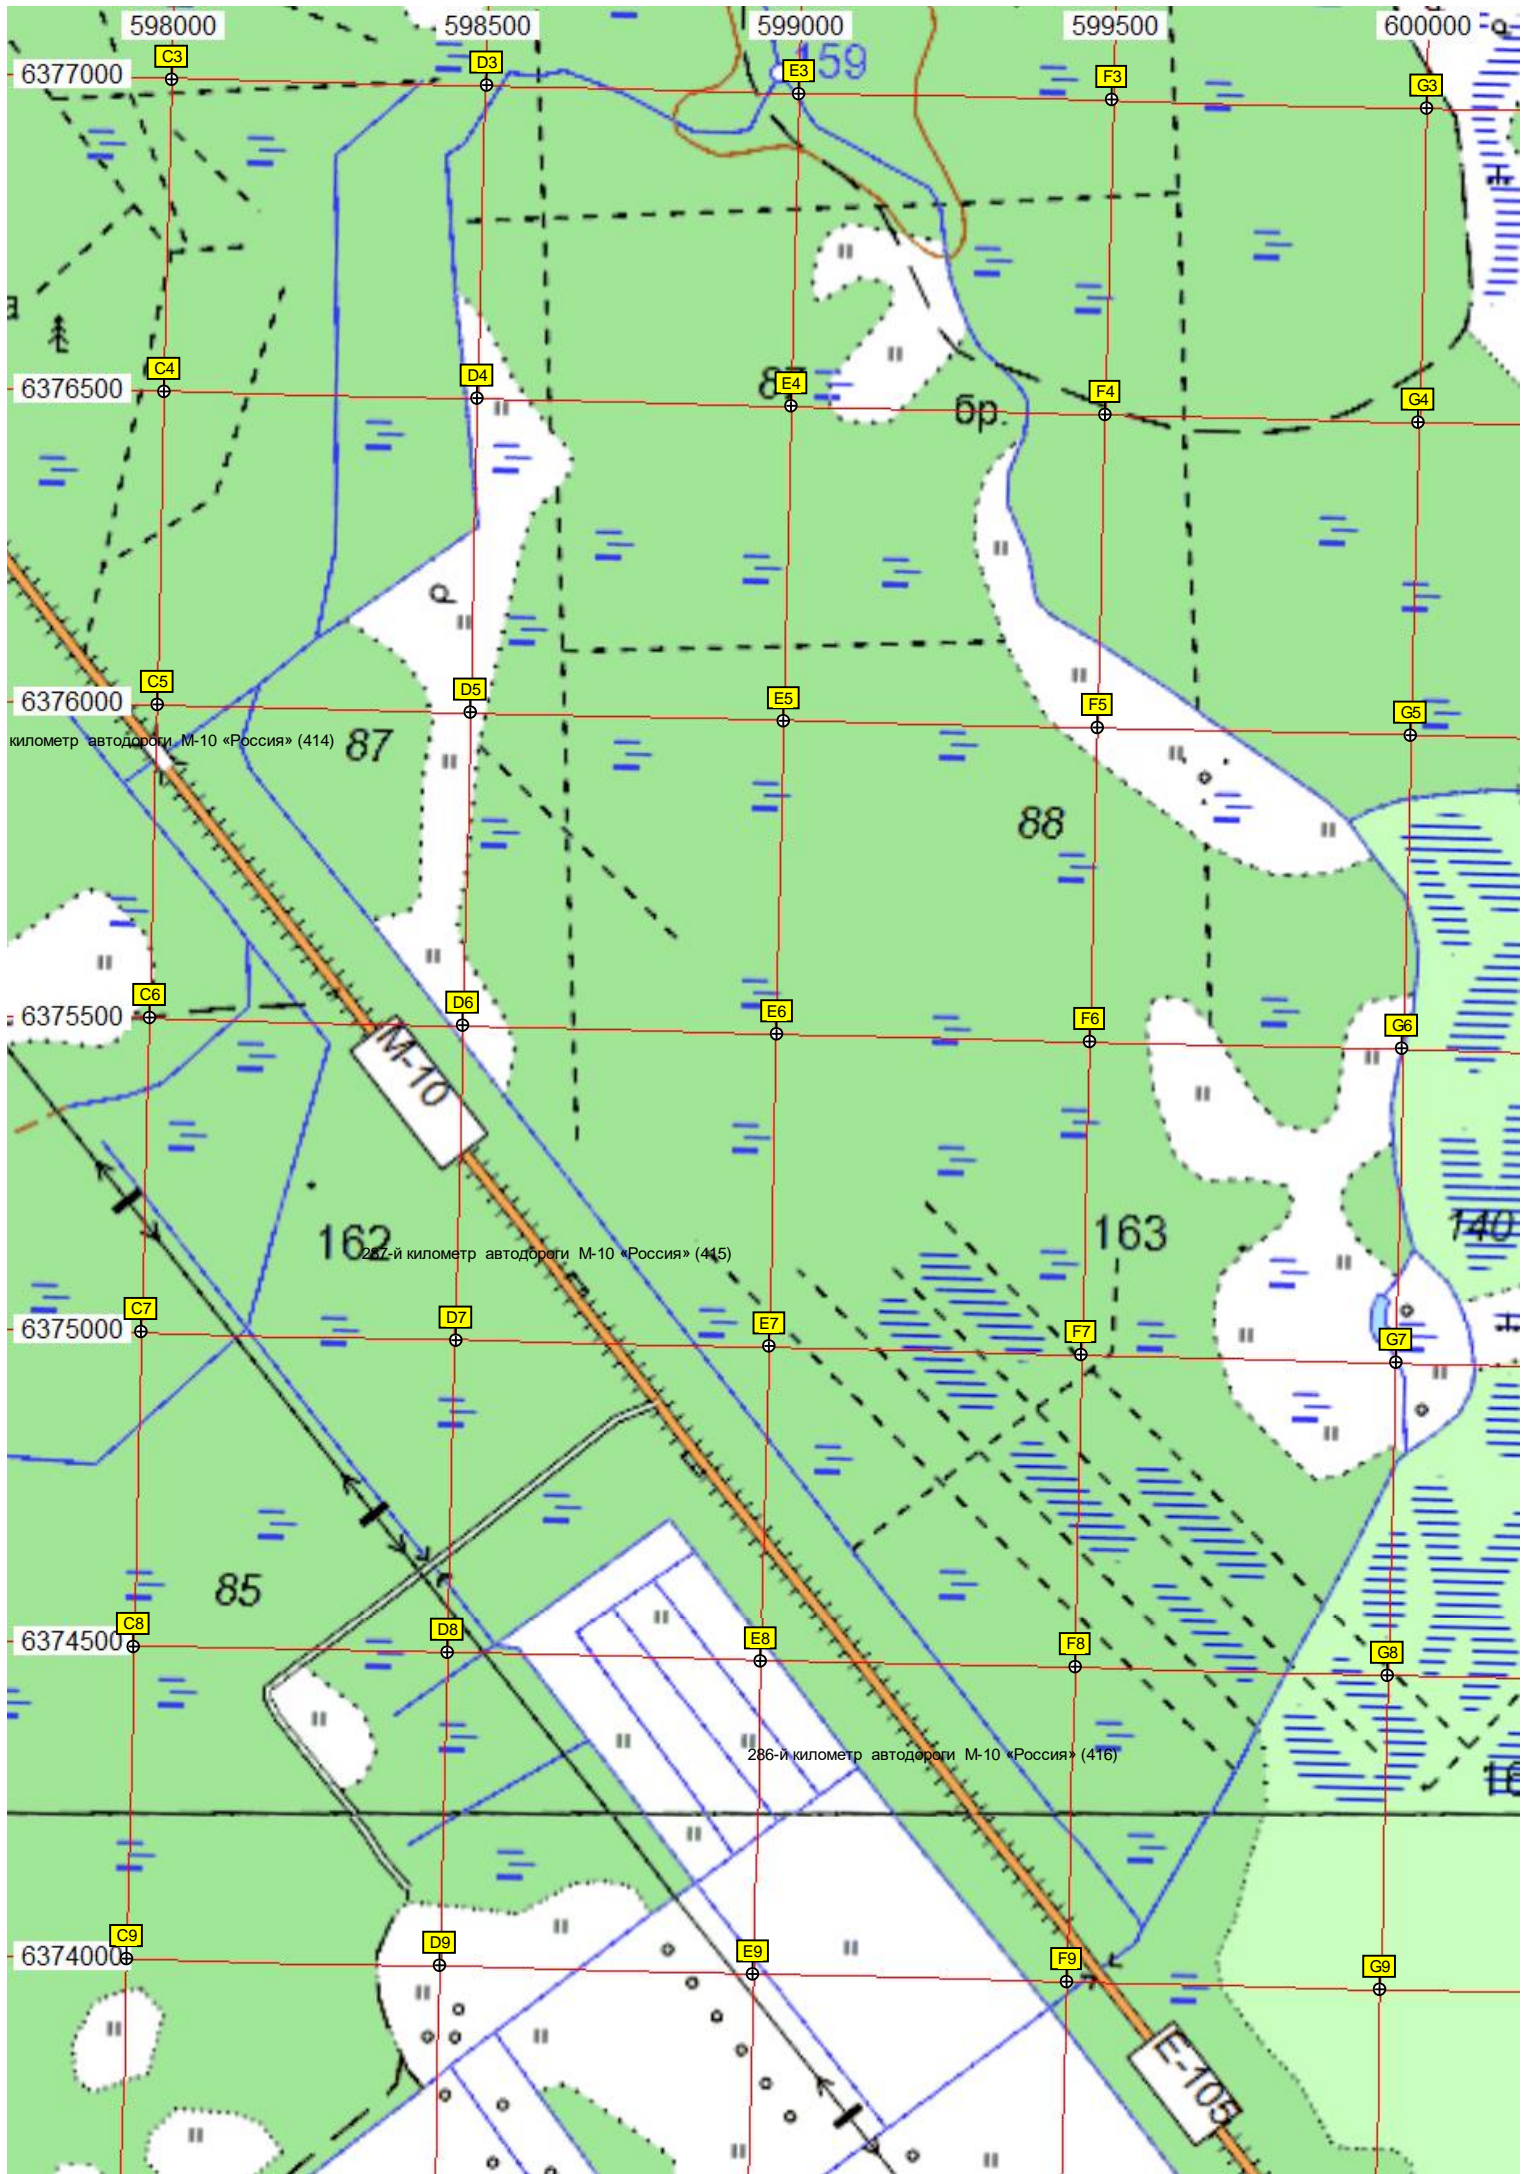 598000 598500 599000 599500 600000
159
C3 D3 E3 F3 G3
6377000
а
C4 D4 E4 F4 G4
6376500
87
бр.
C5 D5 E5 F5 G5
6376000
километр автодороги М-10 «Россия» (414)
87
88
C6 D6 E6 F6 G6
6375500
М-10
162
163
140
287-й километр автодороги М-10 «Россия» (415)
C7 D7 E7 F7 G7
6375000
85
C8 D8 E8 F8 G8
6374500
286-й километр автодороги М-10 «Россия» (416)
C9 D9 E9 F9 G9
6374000
Е-105